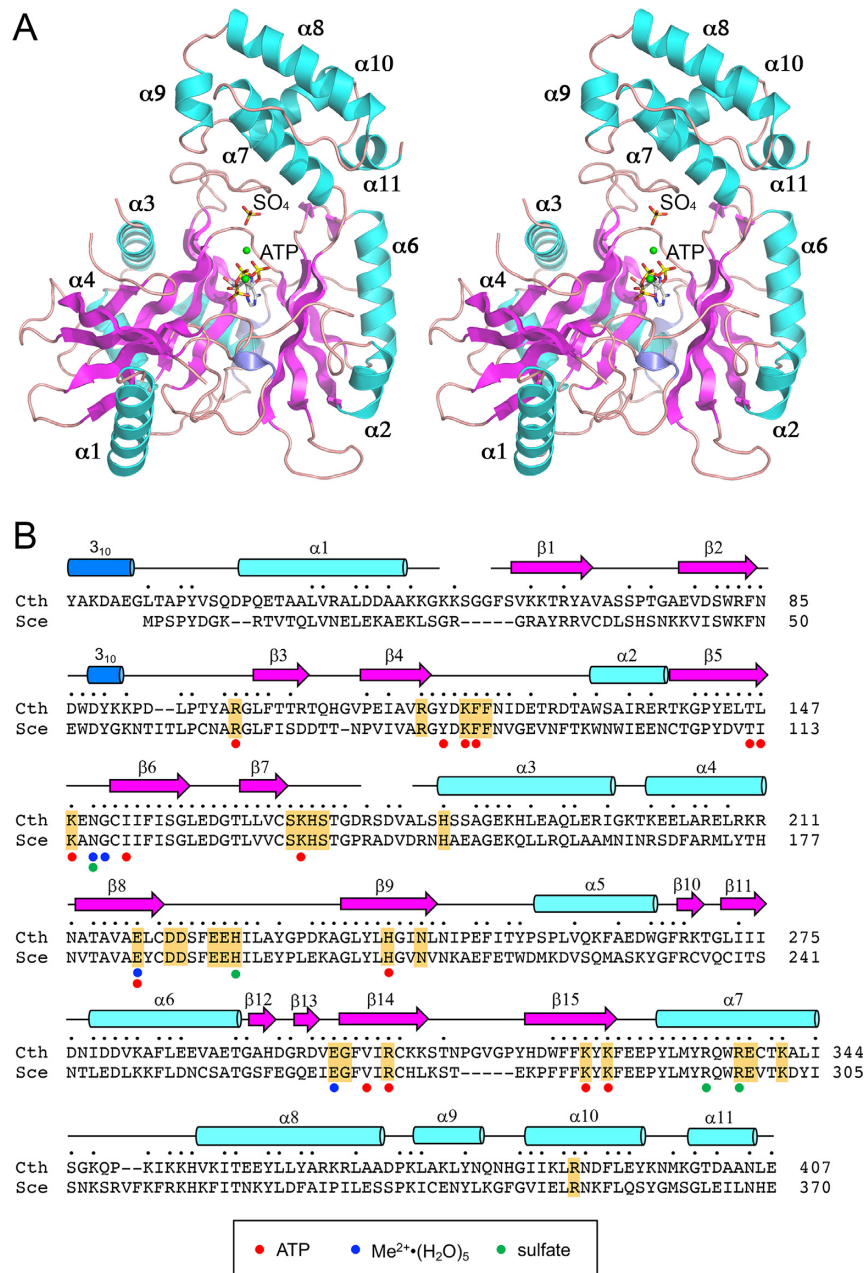 A
α8
α10
α9
α7
α11
SO4
α3
ATP
α6
α4
α1
α2
α8
α10
α9
α7
α11
SO4
α3
ATP
α6
α4
α1
α2
B
310 α1 β1 β2
Cth YAKDAEGLTAPYVSQDPQETAALVRALDDAAKKGKKSGGFSVKKTRYAVASSPTGAEVDSWRFN 85
Sce MPSPYDGK--RTVTQLVNELEKAEKLSGR-----GRAYRRVCDLSHSNKKVISWKFN 50
310 β3 β4 α2 β5
Cth DWDYKKPD--LPTYARGLFTTRTQHGVPEIAVRGYDKFFNIDETRDTAWSAIRERTKGPYELTL 147
Sce EWDYGKNTITLPCNARGLFISDDTT-NPVIVARGYDKFFNVGEVNFTKWNWIEENCTGPYDVTI 113
β6 β7 α3 α4
Cth KENGCIIFISGLEDGTLLVCSKHSTGDRSDVALSHSSAGEKHLEAQLERIGKTKEELARELRKR 211
Sce KANGCIIFISGLEDGTLVVCSKHSTGPRADVDRNHAEAGEKQLLRQLAAMNINRSDFARMLYTH 177
β8 β9 α5 β10 β11
Cth NATAVAELCDDSFEEHILAYGPDKAGLYLHGINLNIPEFITYPSPLVQKFAEDWGFRKTGLIII 275
Sce NVTAVAEYCDDSFEEHILEYPLEKAGLYLHGVNVNKAEFETWDMKDVSQMASKYGFRCVQCITS 241
α6 β12 β13 β14 β15 α7
Cth DNIDDVKAFLEEVAETGAHDGRDVEGFVIRCKKSTNPGVGPYHDWFFKYKFEEPYLMYRQWRECTKALI 344
Sce NTLEDLKKFLDNCSATGSFEGQEIEGFVIRCHLKST-----EKPFFFKYKFEEPYLMYRQWREVTKDYI 305
α8 α9 α10 α11
Cth SGKQP--KIKKHVKITEEYLLYARKRLAADPKLAKLYNQNHGIIKLRNDFLEYKNMKGTDAANLE 407
Sce SNKSRVFKFRKHKFITNKYLDFAIPILESSPKICENYLKGFGVIELRNKFLQSYGMSGLEILNHE 370
ATP Me2+•(H2O)5 sulfate